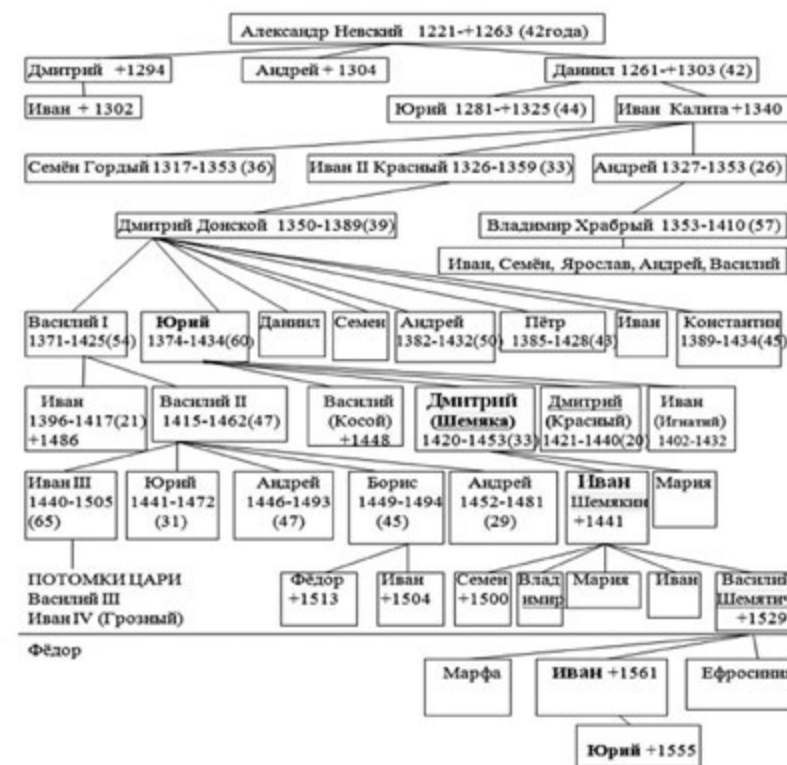 Александр Невский 1221-+1263 (42года)
Дмитрий +1294
Андрей + 1304
Даниил 1261-+1303 (42)
Иван + 1302
Юрий 1281-+1325 (44)
Иван Калита +1340
Семён Гордый 1317-1353 (36)
Иван II Красный 1326-1359 (33)
Андрей 1327-1353 (26)
Дмитрий Донской 1350-1389(39)
Владимир Храбрый 1353-1410 (57)
Иван, Семён, Ярослав, Андрей, Василий
Василий I
1371-1425(54)
Юрий
1374-1434(60)
Даниил
Семен
Андрей
1382-1432(50)
Пётр
1385-1428(43)
Иван
Константин
1389-1434(45)
Иван
1396-1417(21)
+1486
Василий II
1415-1462(47)
Василий
(Косой)
+1448
Дмитрий
(Шемяка)
1420-1453(33)
Дмитрий
(Красный)
1421-1440(20)
Иван
(Игнатий)
1402-1432
Иван III
1440-1505
(65)
Юрий
1441-1472
(31)
Андрей
1446-1493
(47)
Борис
1449-1494
(45)
Андрей
1452-1481
(29)
Иван
Шемякин
+1441
Мария
ПОТОМКИ ЦАРИ
Василий III
Иван IV (Грозный)
Фёдор
Фёдор
+1513
Иван
+1504
Семен
+1500
Влад
имир
Мария
Иван
Василий
Шемятич
+1529
Марфа
Иван +1561
Ефросиния
Юрий +1555